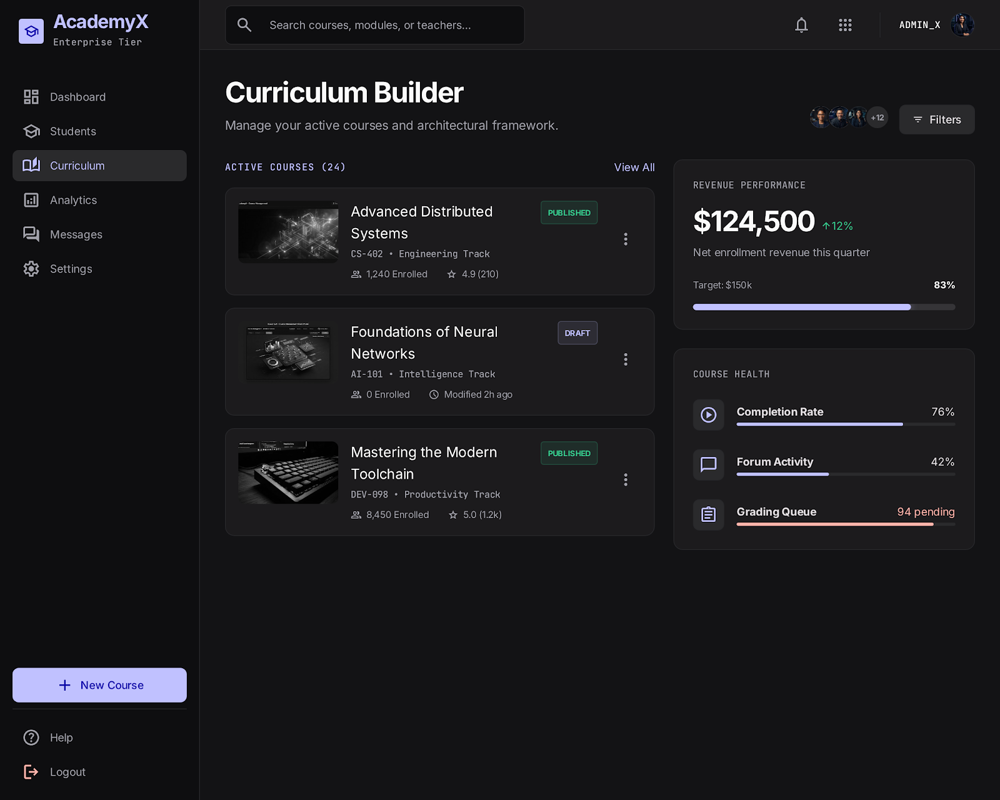 AcademyX
Enterprise Tier
Dashboard
Students
Curriculum
Analytics
Messages
Settings
New Course
Help
Logout
Search courses, modules, or teachers...
ADMIN_X
Curriculum Builder
Manage your active courses and architectural framework.
+12
Filters
ACTIVE COURSES (24)
View All
Advanced Distributed
Systems
PUBLISHED
CS-402 • Engineering Track
1,240 Enrolled
4.9 (210)
Foundations of Neural
Networks
DRAFT
AI-101 • Intelligence Track
0 Enrolled
Modified 2h ago
Mastering the Modern
Toolchain
PUBLISHED
DEV-098 • Productivity Track
8,450 Enrolled
5.0 (1.2k)
REVENUE PERFORMANCE
$124,500
12%
Net enrollment revenue this quarter
Target: $150k
83%
COURSE HEALTH
Completion Rate
76%
Forum Activity
42%
Grading Queue
94 pending